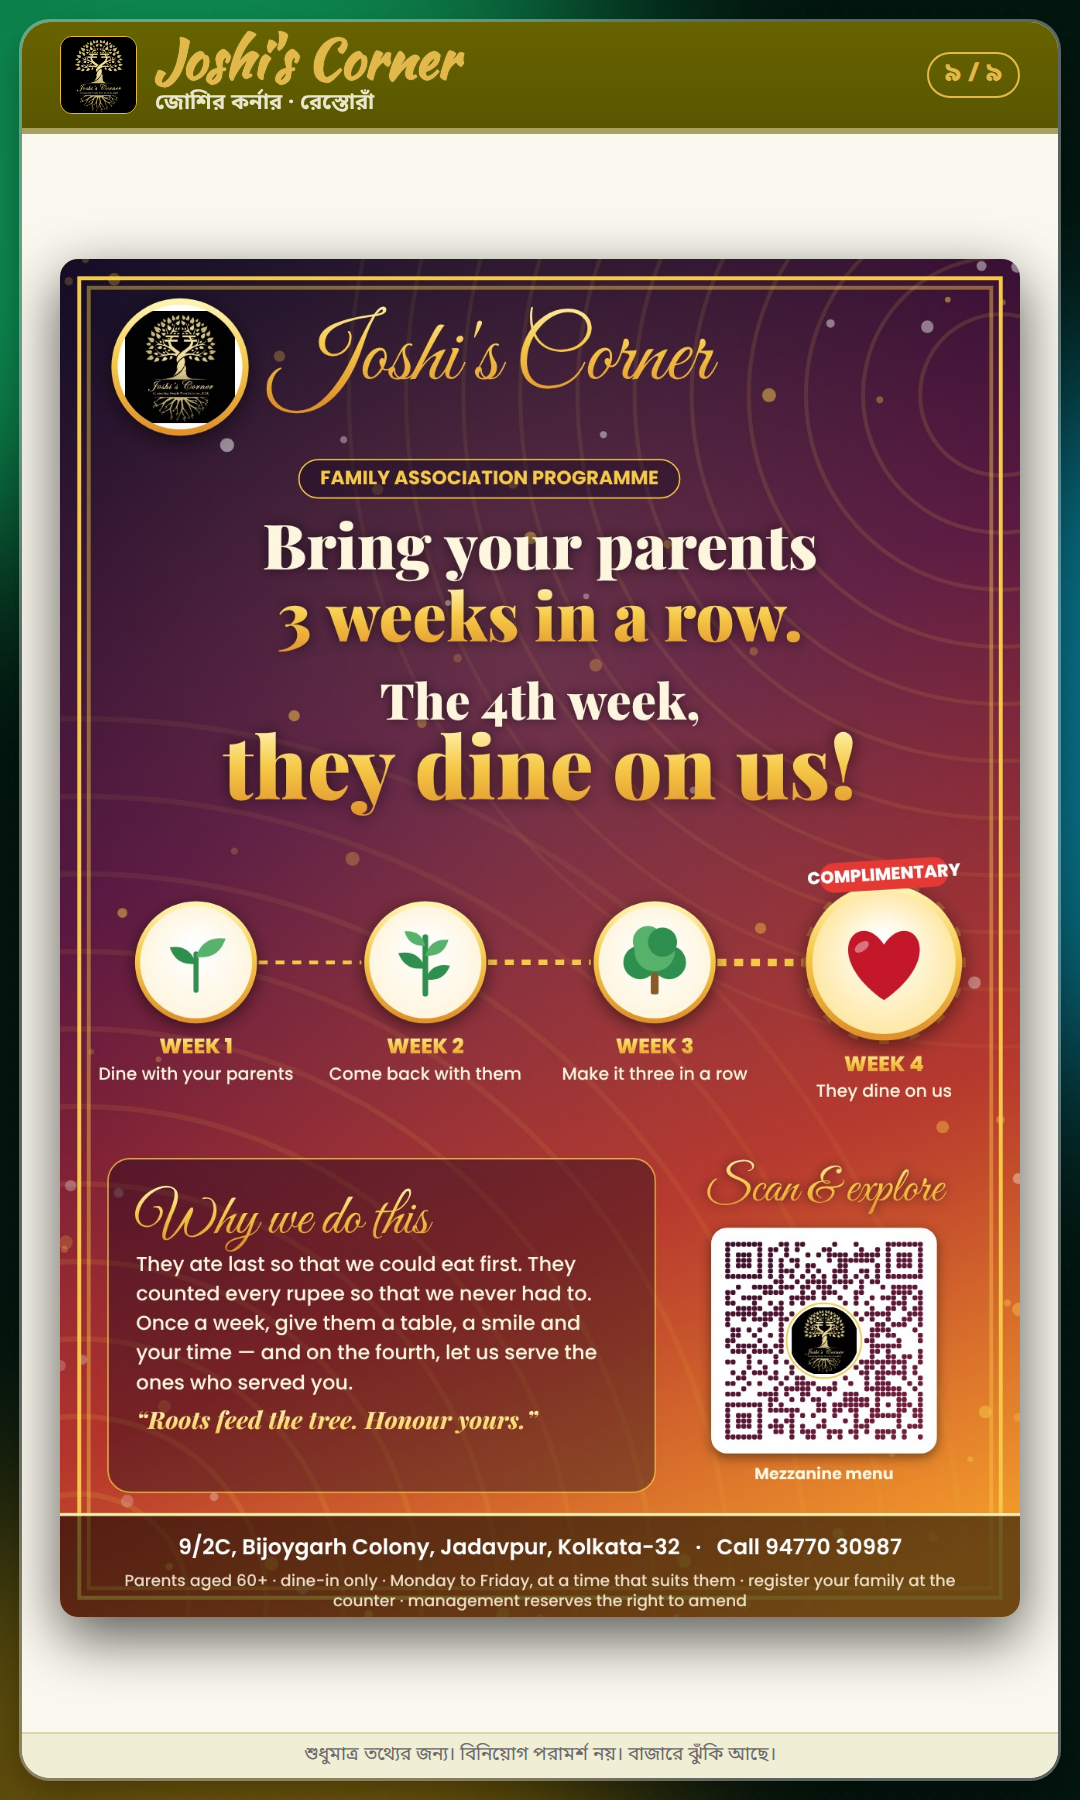 Joshi's Corner
জোশির কর্নার · রেস্তোরাঁ
৯ / ৯
Joshi's Corner
Joshi's Corner
FAMILY ASSOCIATION PROGRAMME
Bring your parents
3 weeks in a row.
The 4th week,
they dine on us!
COMPLIMENTARY
WEEK 1
Dine with your parents
WEEK 2
Come back with them
WEEK 3
Make it three in a row
WEEK 4
They dine on us
Why we do this
They ate last so that we could eat first. They
counted every rupee so that we never had to.
Once a week, give them a table, a smile and
your time — and on the fourth, let us serve the
ones who served you.
“Roots feed the tree. Honour yours.”
Scan & explore
Joshi's Corner
Mezzanine menu
9/2C, Bijoygarh Colony, Jadavpur, Kolkata-32 · Call 94770 30987
Parents aged 60+ · dine-in only · Monday to Friday, at a time that suits them · register your family at the
counter · management reserves the right to amend
শুধুমাত্র তথ্যের জন্য। বিনিয়োগ পরামর্শ নয়। বাজারে ঝুঁকি আছে।